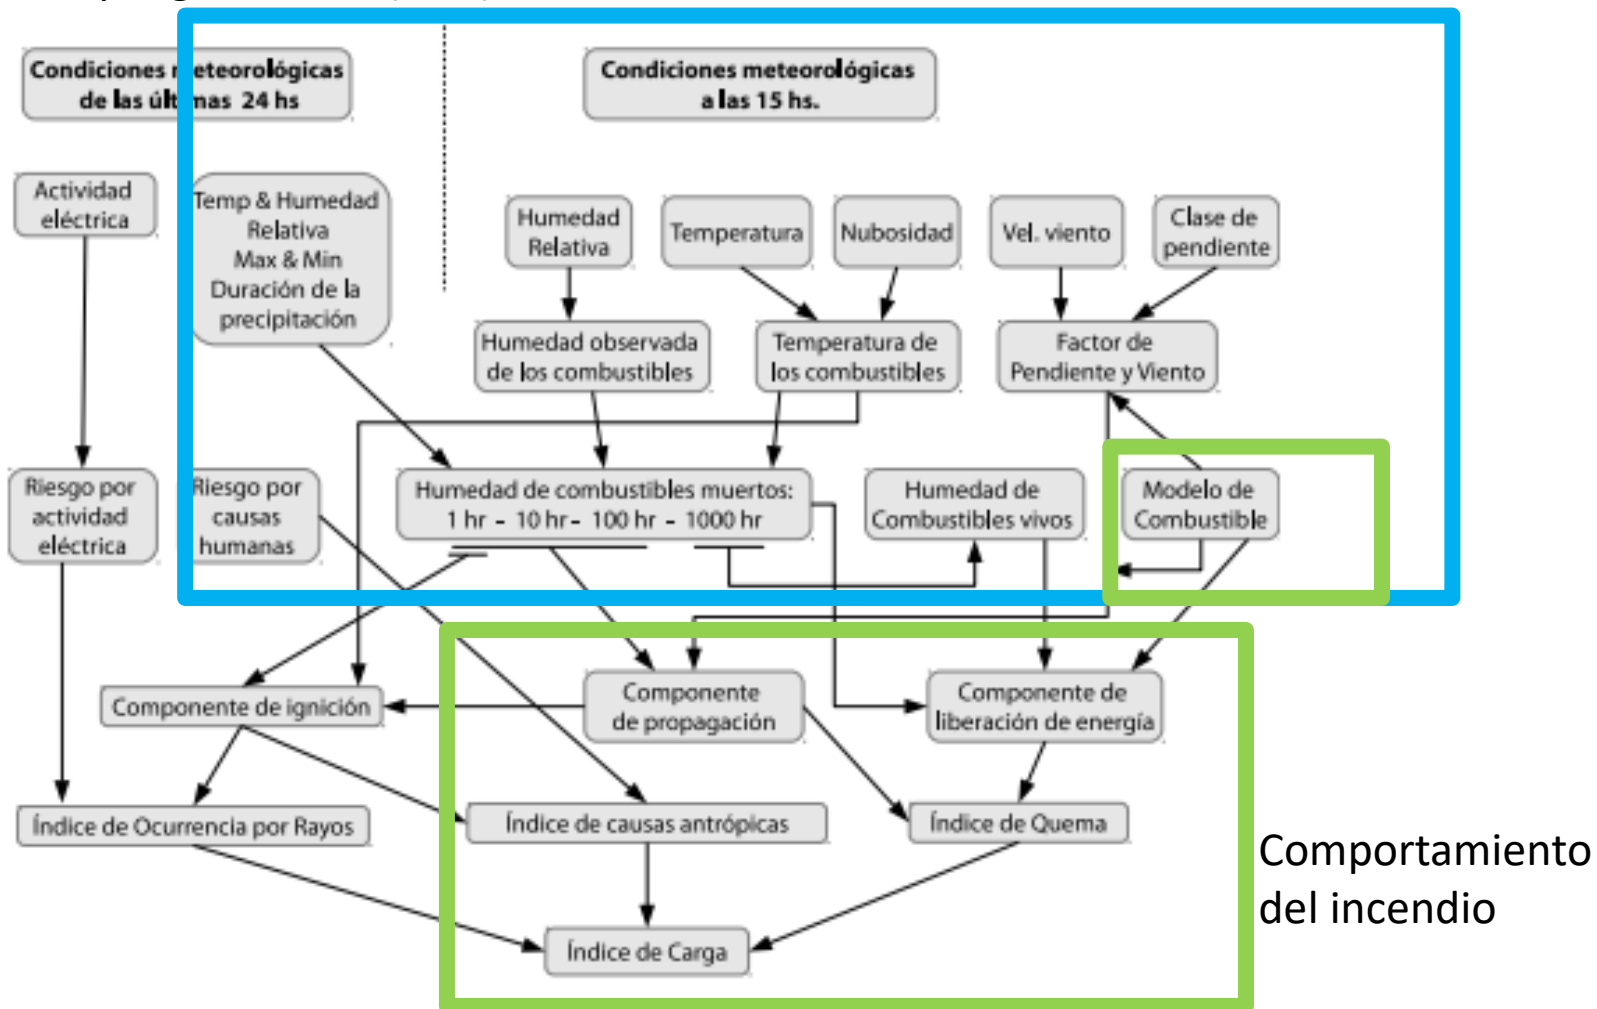 Condiciones meteorológicas
de las últimas 24 hs
Condiciones meteorológicas
a las 15 hs.
Actividad
eléctrica
Temp & Humedad
Relativa
Max & Min
Duración de la
precipitación
Humedad
Relativa
Temperatura
Nubosidad
Vel. viento
Clase de
pendiente
Humedad observada
de los combustibles
Temperatura de
los combustibles
Factor de
Pendiente y Viento
Riesgo por
actividad
eléctrica
Riesgo por
causas
humanas
Humedad de combustibles muertos:
1 hr - 10 hr - 100 hr - 1000 hr
Humedad de
Combustibles vivos
Modelo de
Combustible
Componente de ignición
Componente
de propagación
Componente de
liberación de energía
Índice de Ocurrencia por Rayos
Índice de causas antrópicas
Índice de Quema
Índice de Carga
Comportamiento
del incendio